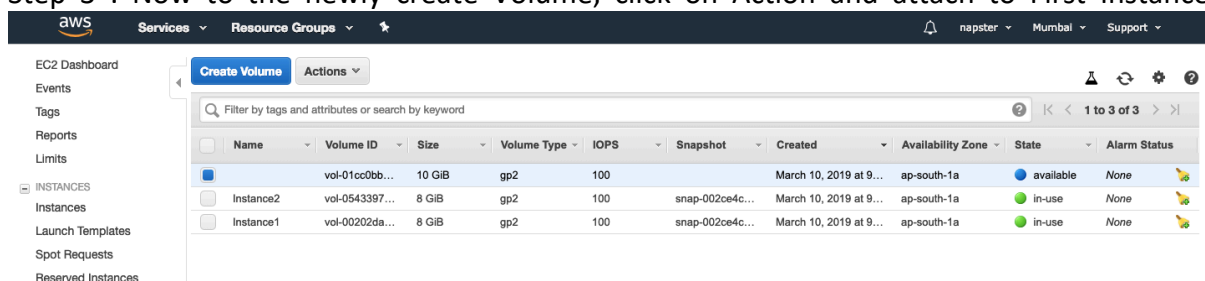 Step 5 : Now to the newly create Volume, click on Action and attach to First Instance
aws Services Resource Groups napster Mumbai Support
EC2 Dashboard
Events
Tags
Reports
Limits
INSTANCES
Instances
Launch Templates
Spot Requests
Reserved Instances
Create Volume Actions
Filter by tags and attributes or search by keyword 1 to 3 of 3
Name Volume ID Size Volume Type IOPS Snapshot Created Availability Zone State Alarm Status
vol-01cc0bb... 10 GiB gp2 100 March 10, 2019 at 9... ap-south-1a available None
Instance2 vol-0543397... 8 GiB gp2 100 snap-002ce4c... March 10, 2019 at 9... ap-south-1a in-use None
Instance1 vol-00202da... 8 GiB gp2 100 snap-002ce4c... March 10, 2019 at 9... ap-south-1a in-use None